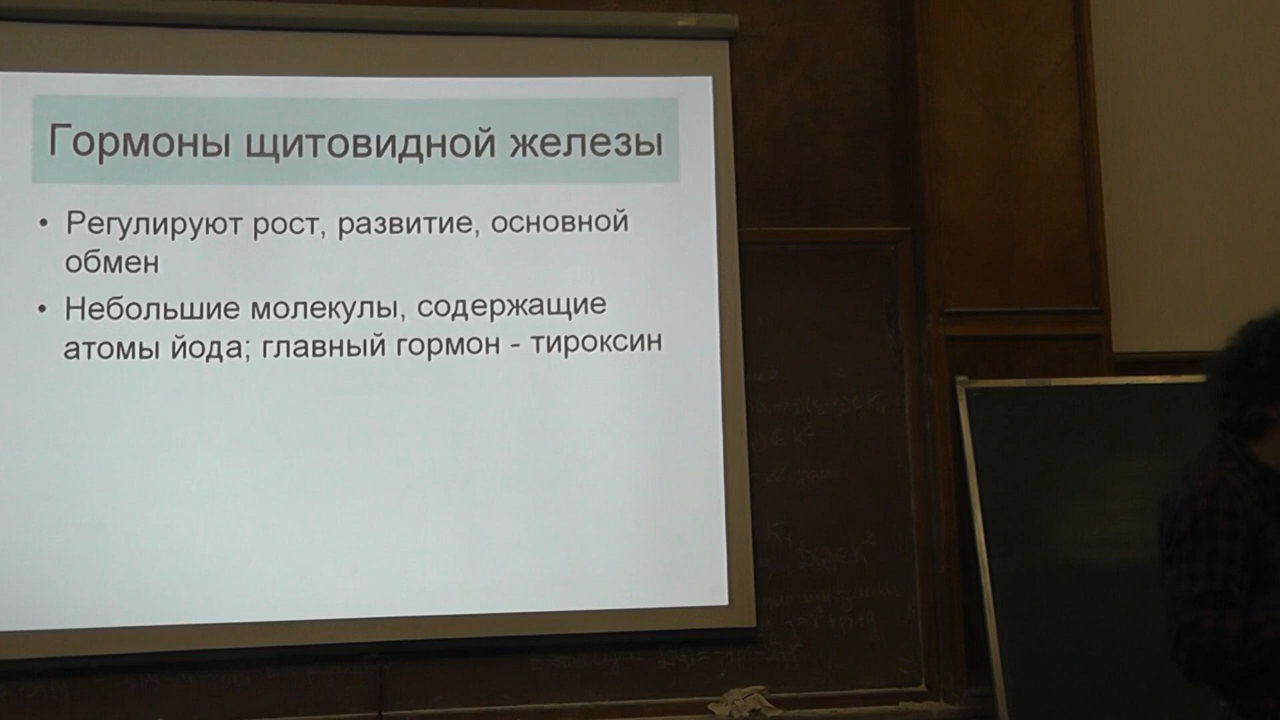 Гормоны щитовидной железы
• Регулируют рост, развитие, основной
обмен
• Небольшие молекулы, содержащие
атомы йода; главный гормон - тироксин